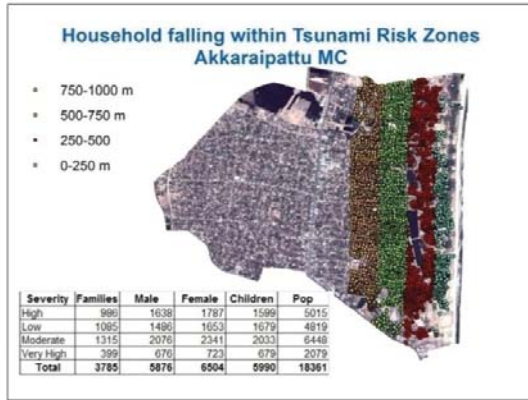 Household falling within Tsunami Risk Zones
Akkaraipattu MC
750-1000 m
500-750 m
250-500
0-250 m
Severity Families Male Female Children Pop
High 986 1638 1787 1599 5015
Low 1085 1486 1653 1679 4819
Moderate 1315 2076 2341 2033 6448
Very High 399 676 723 679 2079
Total 3785 5876 6504 5990 18361